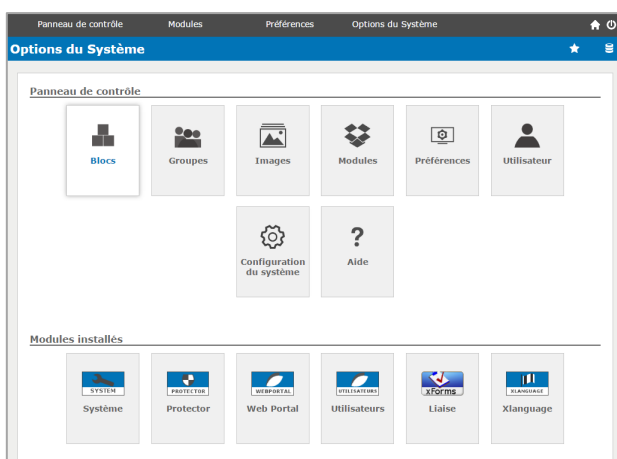 Panneau de contrôle Modules Préférences Options du Système
Options du Système
Panneau de contrôle
Blocs Groupes Images Modules Préférences Utilisateur
Configuration du système Aide
Modules installés
SYSTEM PROTECTOR WEBPORTAL UTILISATEURS xForms XLANGUAGE
Système Protector Web Portal Utilisateurs Liaise Xlanguage